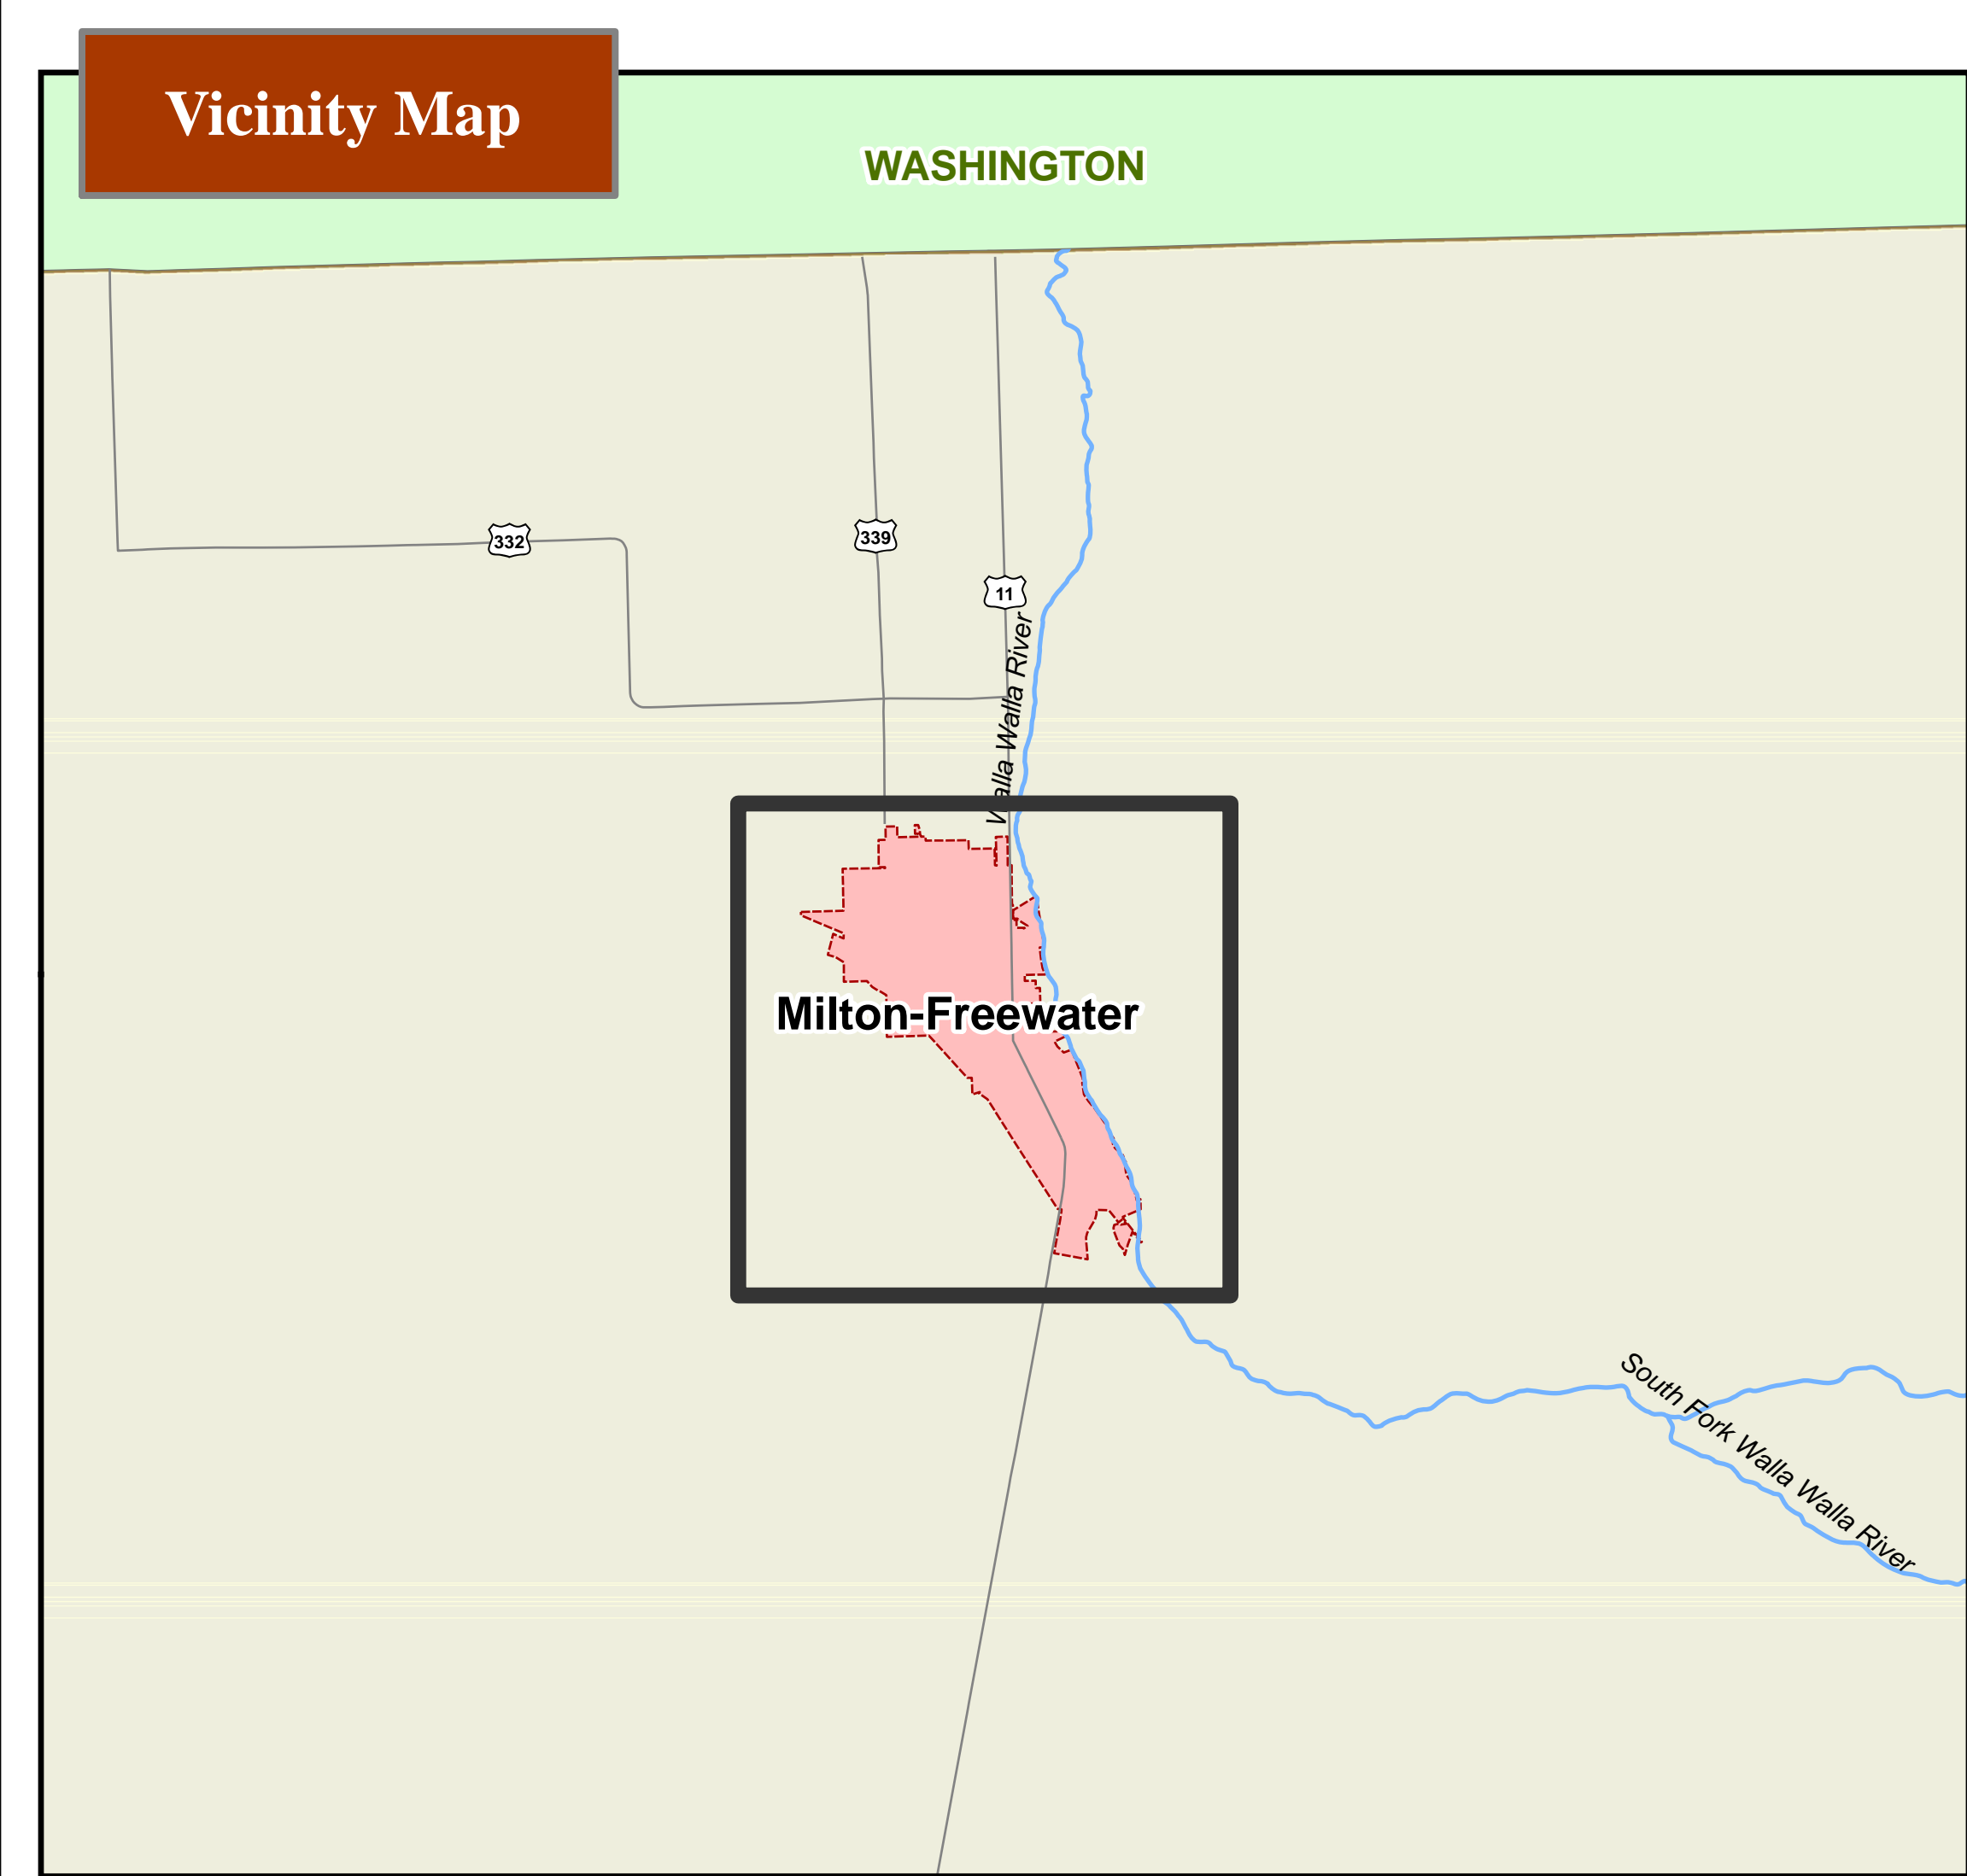 Vicinity Map
WASHINGTON
332
339
11
Walla Walla River
Milton-Freewater
South Fork Walla Walla River